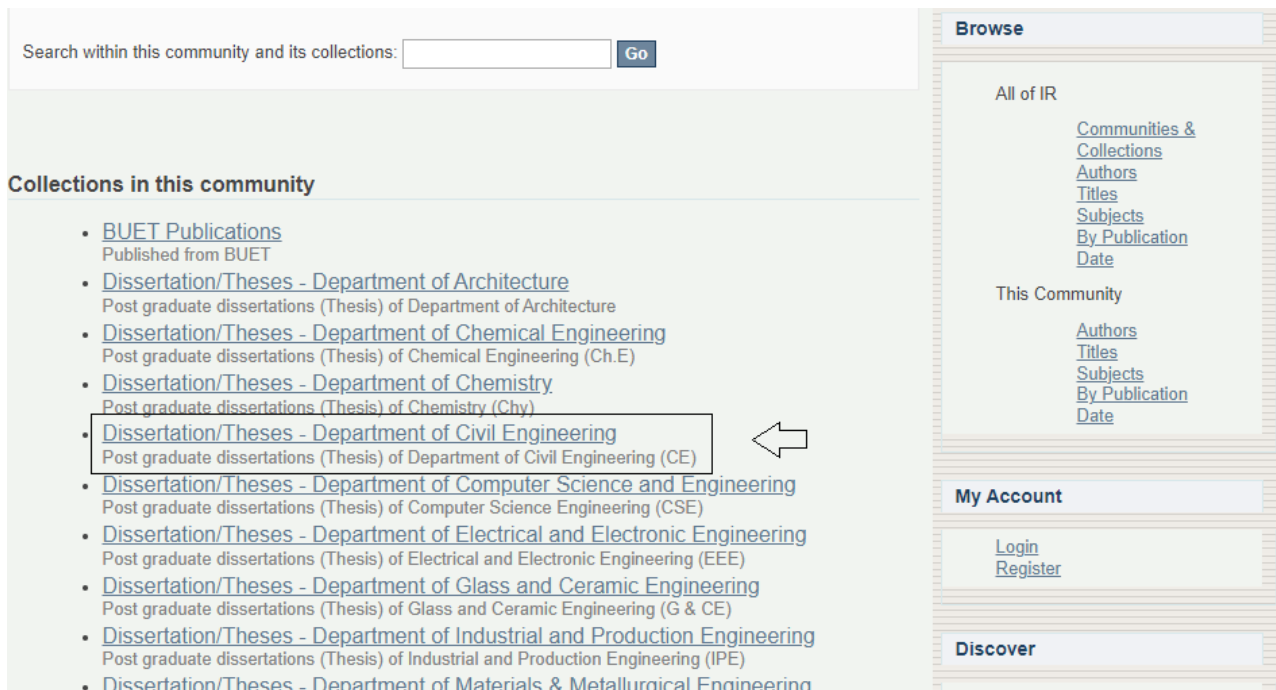 Search within this community and its collections:
Go
Collections in this community
BUET Publications
Published from BUET
Dissertation/Theses - Department of Architecture
Post graduate dissertations (Thesis) of Department of Architecture
Dissertation/Theses - Department of Chemical Engineering
Post graduate dissertations (Thesis) of Chemical Engineering (Ch.E)
Dissertation/Theses - Department of Chemistry
Post graduate dissertations (Thesis) of Chemistry (Chy)
Dissertation/Theses - Department of Civil Engineering
Post graduate dissertations (Thesis) of Department of Civil Engineering (CE)
Dissertation/Theses - Department of Computer Science and Engineering
Post graduate dissertations (Thesis) of Computer Science Engineering (CSE)
Dissertation/Theses - Department of Electrical and Electronic Engineering
Post graduate dissertations (Thesis) of Electrical and Electronic Engineering (EEE)
Dissertation/Theses - Department of Glass and Ceramic Engineering
Post graduate dissertations (Thesis) of Glass and Ceramic Engineering (G & CE)
Dissertation/Theses - Department of Industrial and Production Engineering
Post graduate dissertations (Thesis) of Industrial and Production Engineering (IPE)
Dissertation/Theses - Department of Materials & Metallurgical Engineering
Browse
All of IR
Communities &
Collections
Authors
Titles
Subjects
By Publication
Date
This Community
Authors
Titles
Subjects
By Publication
Date
My Account
Login
Register
Discover